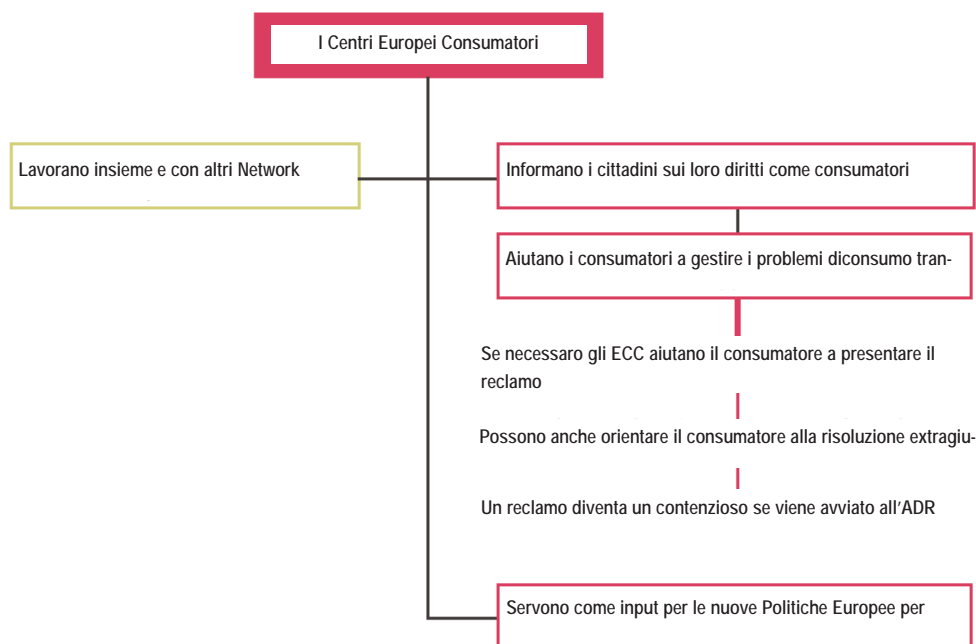 I Centri Europei Consumatori
Lavorano insieme e con altri Network
Informano i cittadini sui loro diritti come consumatori
Aiutano i consumatori a gestire i problemi diconsumo tran-
Se necessaro gli ECC aiutano il consumatore a presentare il
reclamo
Possono anche orientare il consumatore alla risoluzione extragiu-
Un reclamo diventa un contenzioso se viene avviato all'ADR
Servono come input per le nuove Politiche Europee per